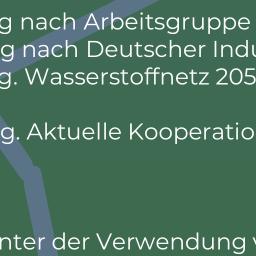 g nach Arbeitsgruppe
g nach Deutscher Indu
g. Wasserstoffnetz 205
g. Aktuelle Kooperatio
nter der Verwendung v